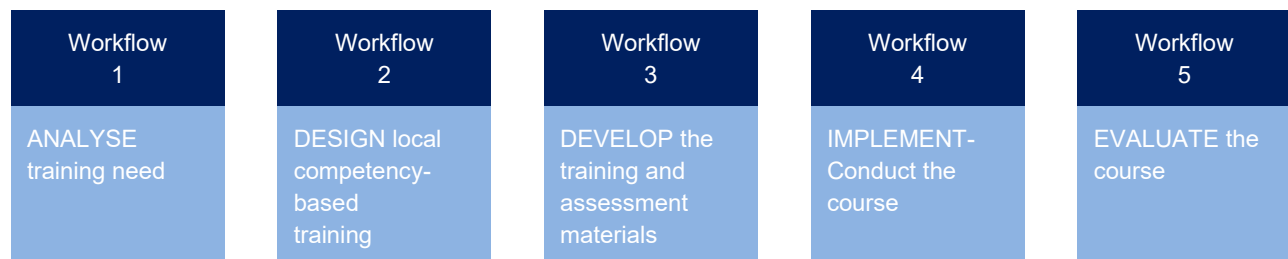 Workflow
1
ANALYSE
training need
Workflow
2
DESIGN local
competency-
based
training
Workflow
3
DEVELOP the
training and
assessment
materials
Workflow
4
IMPLEMENT-
Conduct the
course
Workflow
5
EVALUATE the
course